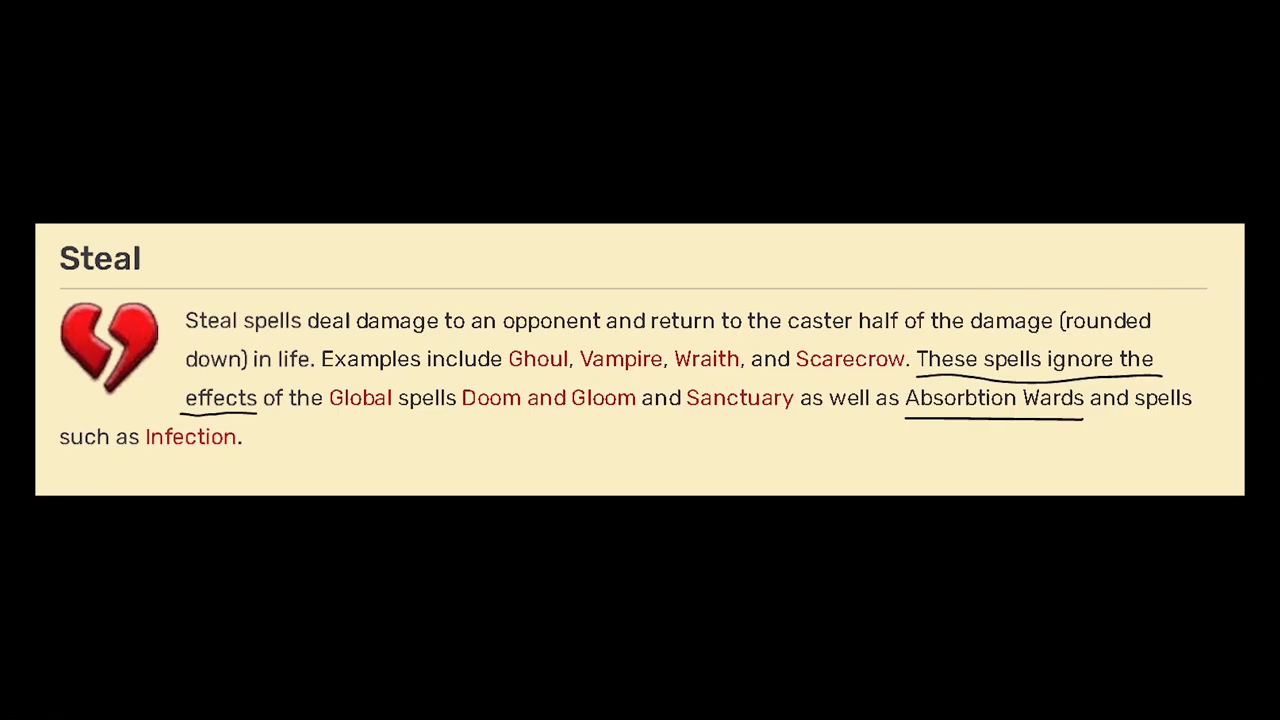 Steal
Steal spells deal damage to an opponent and return to the caster half of the damage (rounded
down) in life. Examples include Ghoul, Vampire, Wraith, and Scarecrow. These spells ignore the
effects of the Global spells Doom and Gloom and Sanctuary as well as Absorbtion Wards and spells
such as Infection.